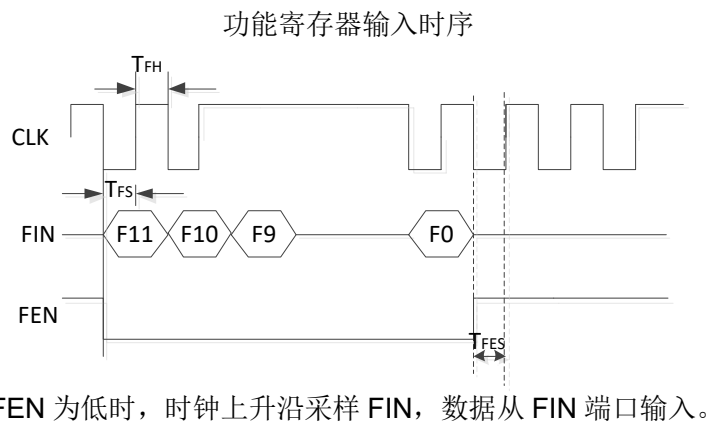 功能寄存器输入时序
TFH
CLK
TFS
FIN F11 F10 F9 F0
FEN
TFES
FEN 为低时，时钟上升沿采样 FIN，数据从 FIN 端口输入。